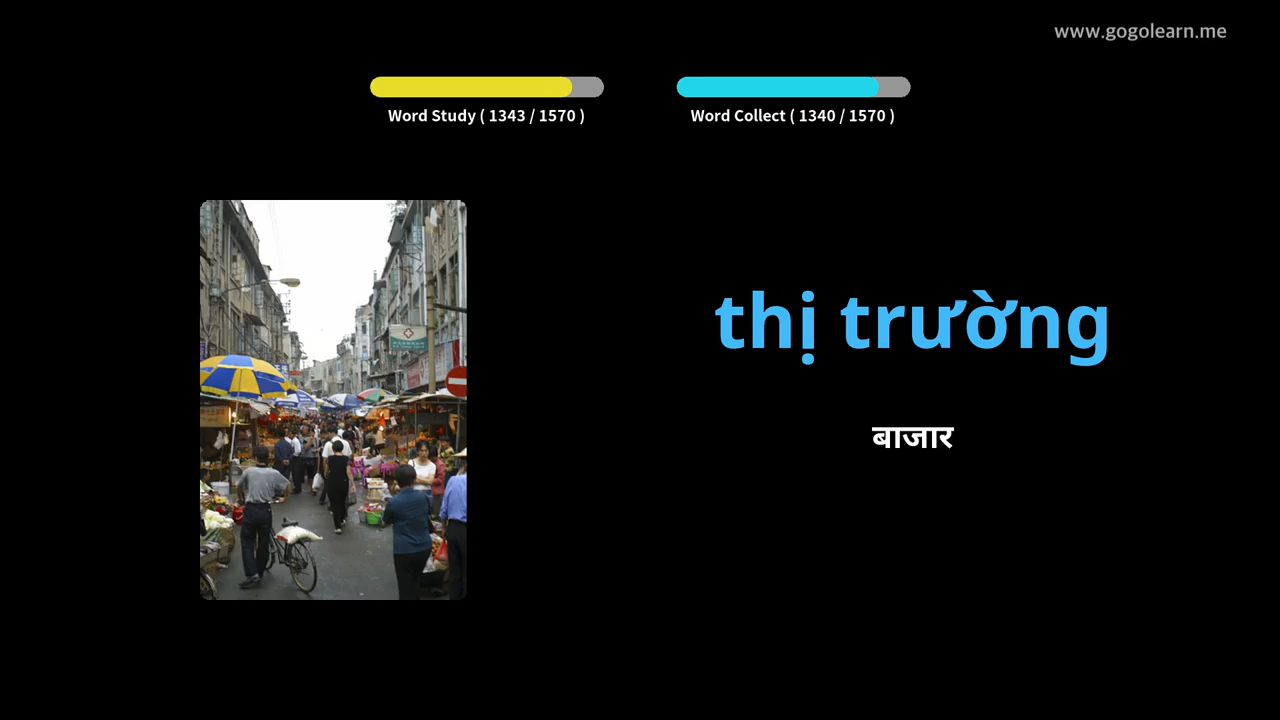 www.gogolearn.me
Word Study ( 1343 / 1570 )
Word Collect ( 1340 / 1570 )
thị trường
बाजार